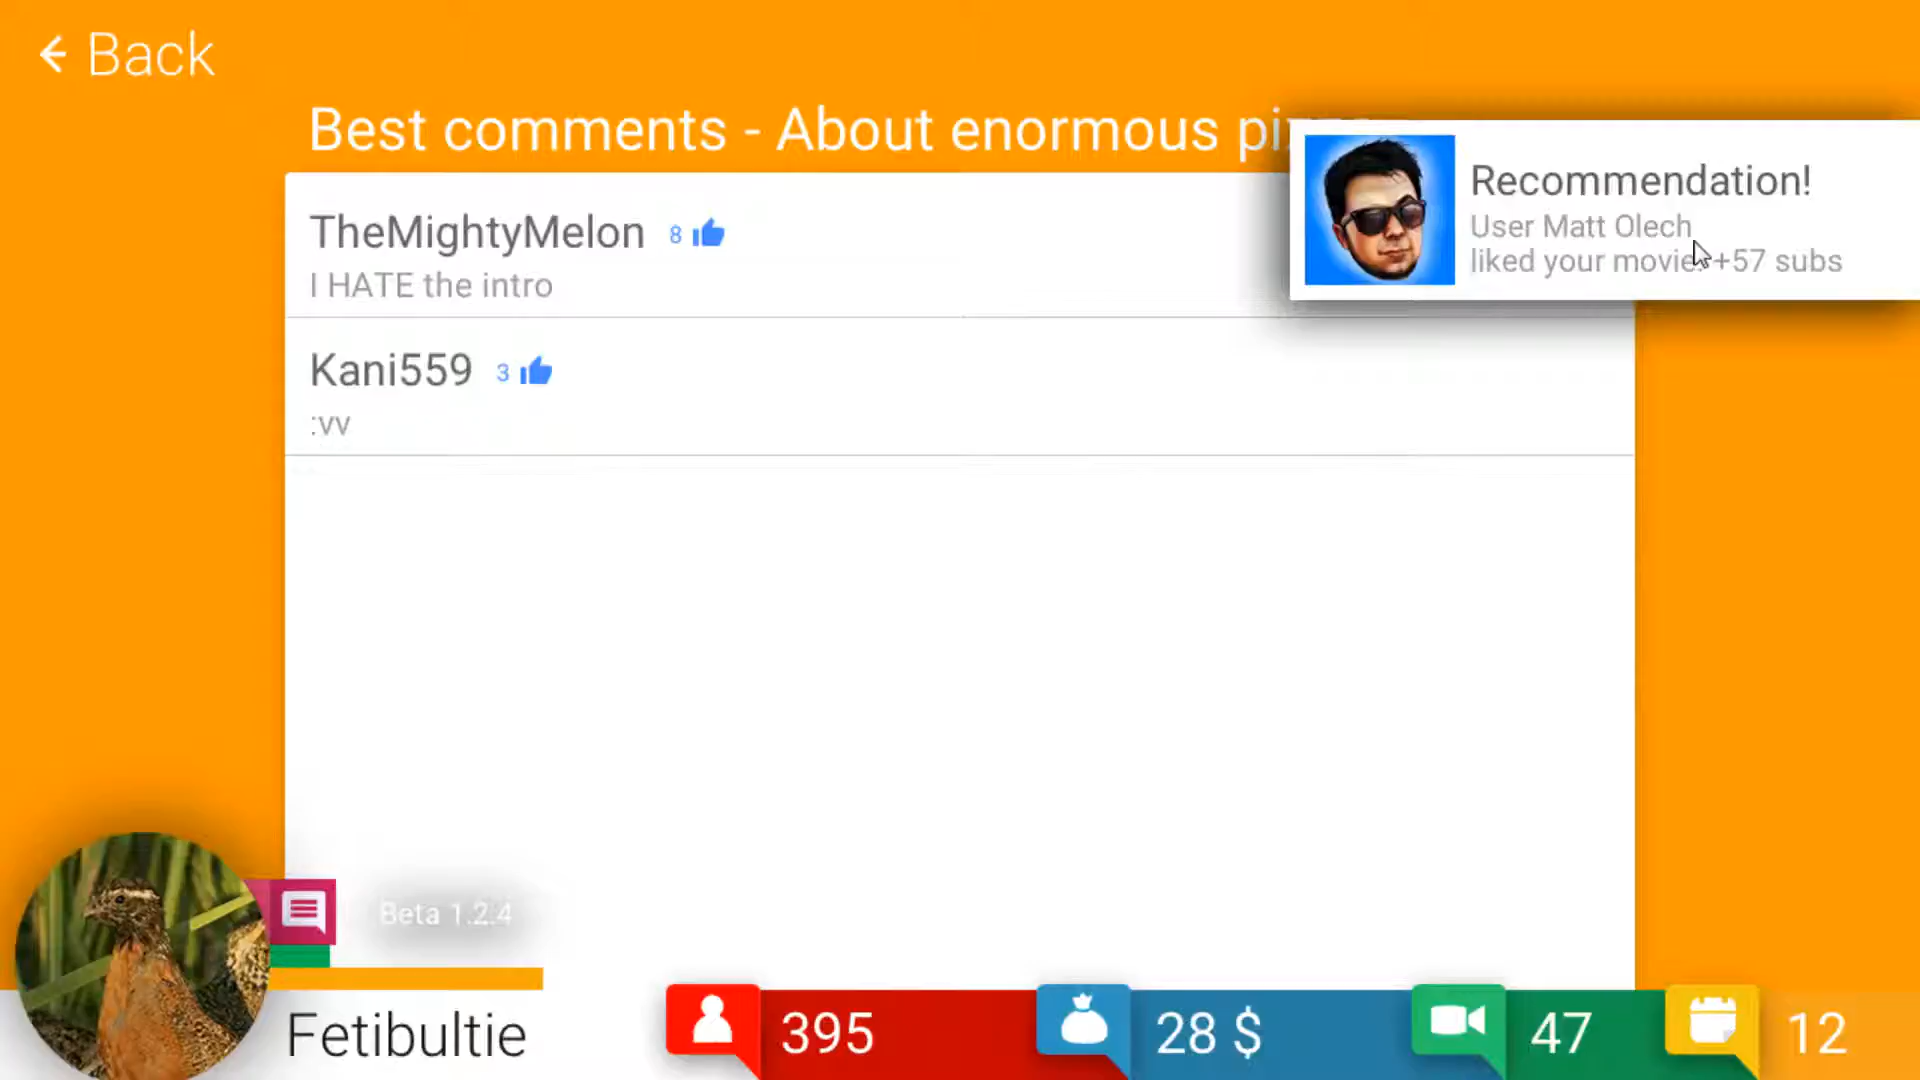 Back
Best comments - About enormous
Recommendation!
User Matt Olech
liked your movie! +57 subs
TheMightyMelon 8
I HATE the intro
Kani559 3
:vv
Beta 1.2.4
Fetibultie
395
28 $
47
12